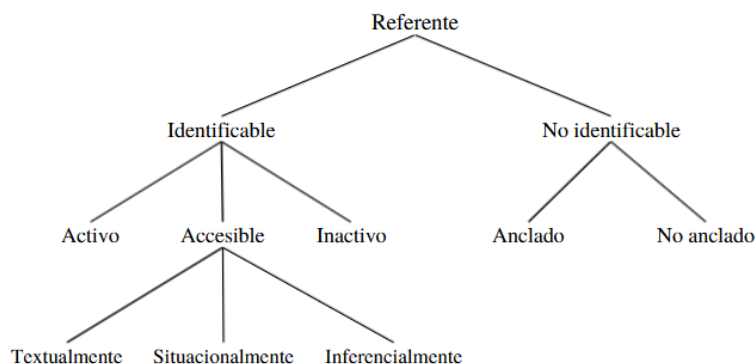 Referente
Identificable No identificable
Activo Accesible Inactivo Anclado No anclado
Textualmente Situacionalmente Inferencialmente